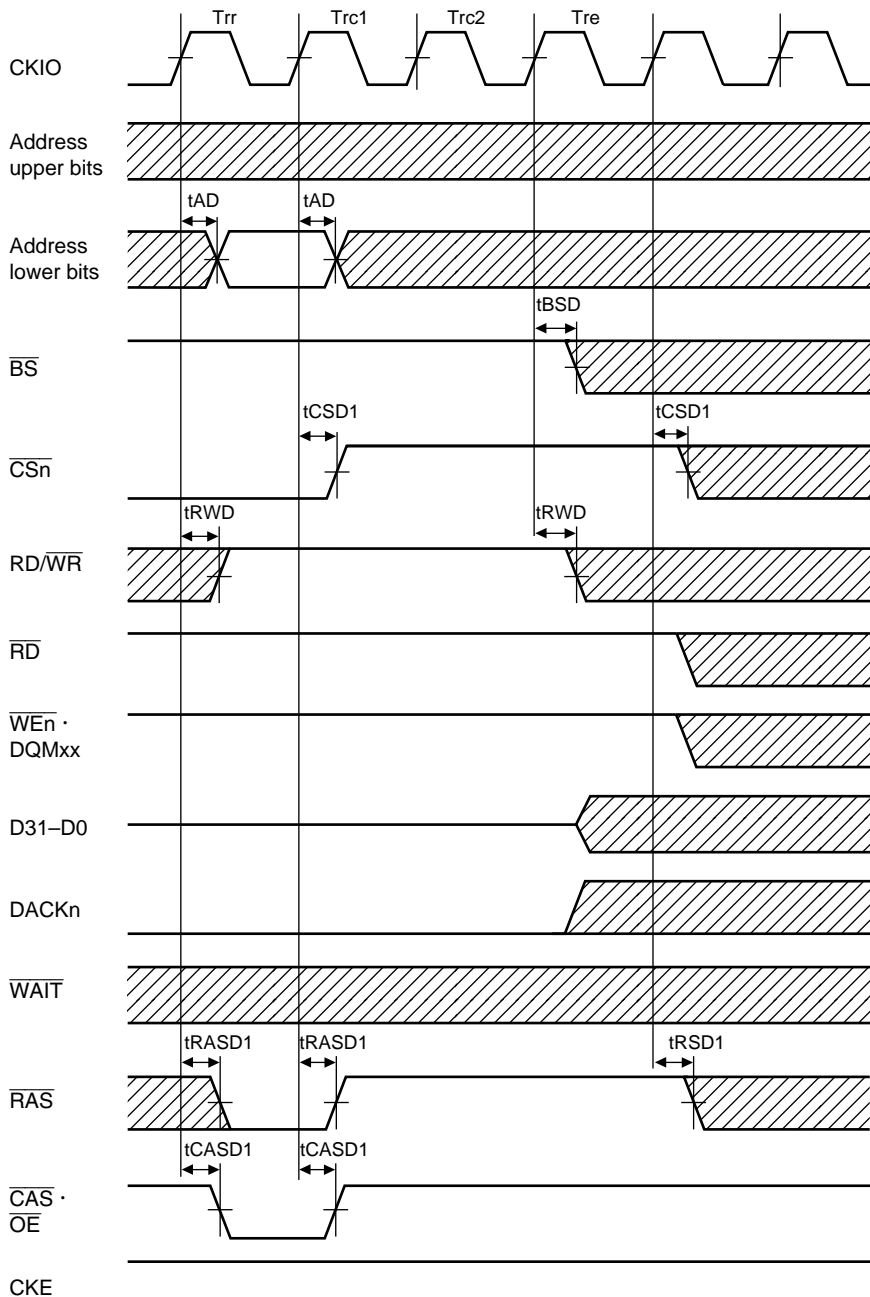 Trr Trc1 Trc2 Tre
CKIO
Address
upper bits
tAD tAD
Address
lower bits
tBSD
BS
tCSD1 tCSD1
CSn
tRWD tRWD
RD/WR
RD
WEn ·
DQMxx
D31–D0
DACKn
WAIT
tRASD1 tRASD1 tRSD1
RAS
tCASD1 tCASD1
CAS ·
OE
CKE